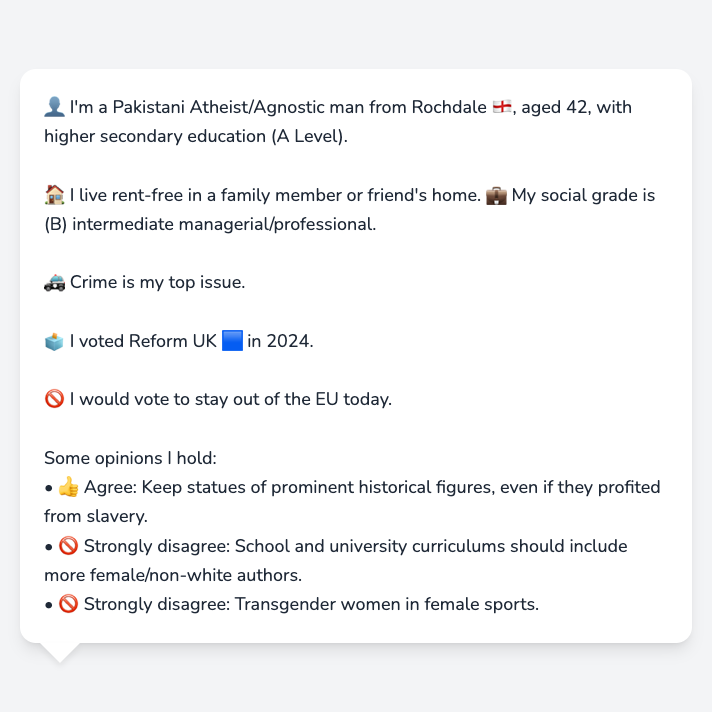 👤 I'm a Pakistani Atheist/Agnostic man from Rochdale 🏴󠁧󠁢󠁥󠁮󠁧󠁿, aged 42, with
higher secondary education (A Level).
🏠 I live rent-free in a family member or friend's home. 💼 My social grade is
(B) intermediate managerial/professional.
🚓 Crime is my top issue.
🗳️ I voted Reform UK 🟦 in 2024.
🚫 I would vote to stay out of the EU today.
Some opinions I hold:
• 👍 Agree: Keep statues of prominent historical figures, even if they profited
from slavery.
• 🚫 Strongly disagree: School and university curriculums should include
more female/non-white authors.
• 🚫 Strongly disagree: Transgender women in female sports.